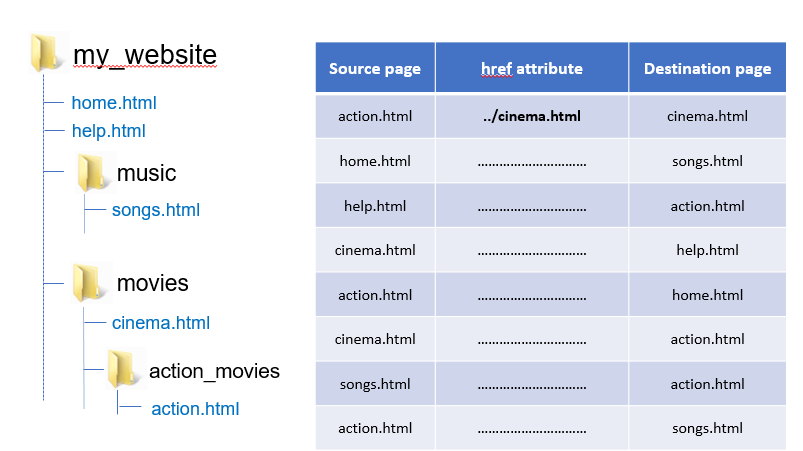 my_website
home.html
help.html
music
songs.html
movies
cinema.html
action_movies
action.html
Source page href attribute Destination page
action.html ../cinema.html cinema.html
home.html ............................ songs.html
help.html ............................ action.html
cinema.html ............................ help.html
action.html ............................ home.html
cinema.html ............................ action.html
songs.html ............................ action.html
action.html ............................ songs.html